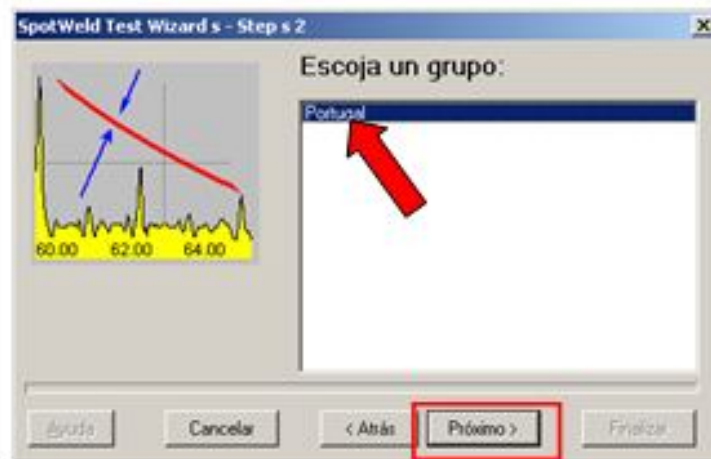 SpotWeld Test Wizard s - Step s 2
Escoja un grupo:
Portugal
60.00 62.00 64.00
Ayuda Cancelar < Atrás Próximo > Finalizar